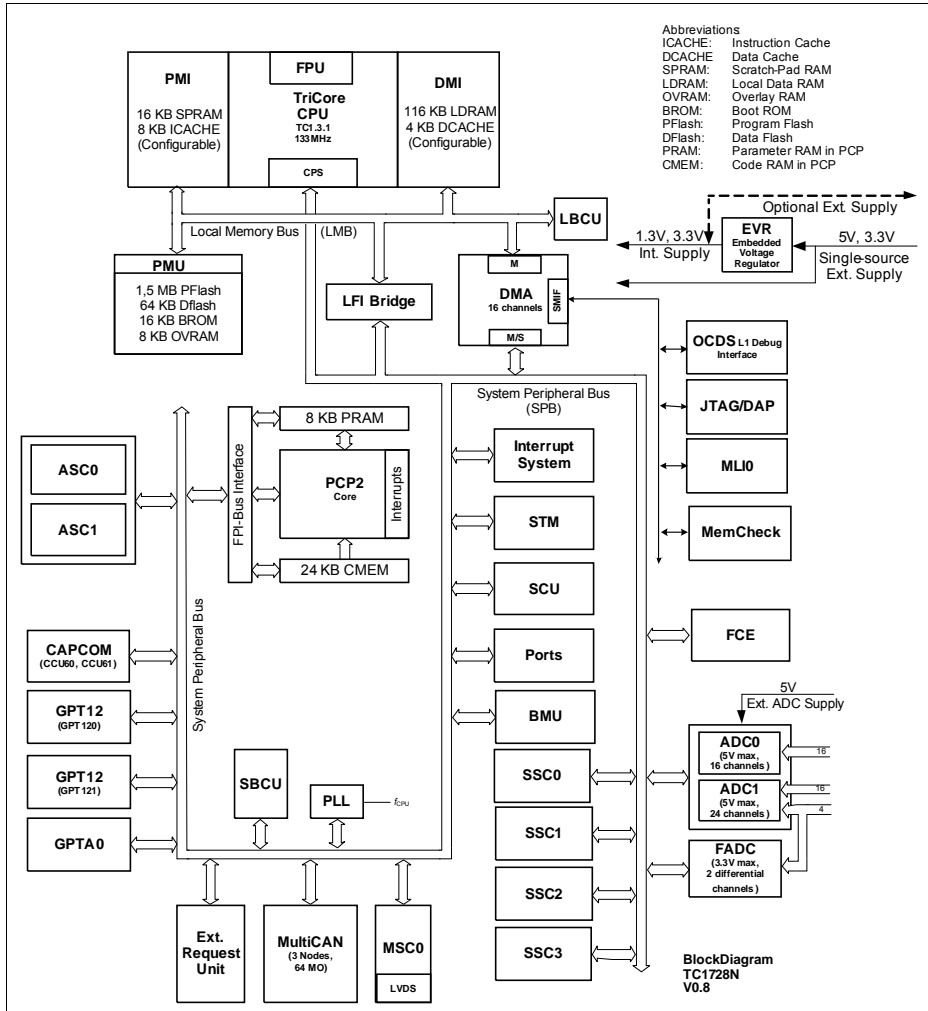 Abbreviations
ICACHE: Instruction Cache
DCACHE Data Cache
SPRAM: Scratch-Pad RAM
LDRAM: Local Data RAM
OVRAM: Overlay RAM
BROM: Boot ROM
PFlash: Program Flash
DFlash: Data Flash
PRAM: Parameter RAM in PCP
CMEM: Code RAM in PCP
PMI
16 KB SPRAM
8 KB ICACHE
(Configurable)
FPU
TriCore
CPU
TC1.3.1
133MHz
CPS
DMI
116 KB LDRAM
4 KB DCACHE
(Configurable)
Local Memory Bus (LMB)
LBCU
Optional Ext. Supply
EVR
Embedded
Voltage
Regulator
1.3V, 3.3V
Int. Supply
5V, 3.3V
Single-source
Ext. Supply
PMU
1,5 MB PFlash
64 KB Dflash
16 KB BROM
8 KB OVRAM
LFI Bridge
M
DMA
16 channels
SMIF
M/S
OCDS L1 Debug
Interface
JTAG/DAP
MLI0
MemCheck
System Peripheral Bus
(SPB)
FPI-Bus Interface
8 KB PRAM
PCP2
Core
Interrupts
24 KB CMEM
ASC0
ASC1
System Peripheral Bus
Interrupt
System
STM
SCU
Ports
BMU
SSC0
SSC1
SSC2
SSC3
FCE
CAPCOM
(CCU60, CCU61)
GPT12
(GPT120)
GPT12
(GPT121)
GPTA0
SBCU
PLL
fCPU
5V
Ext. ADC Supply
ADC0
(5V max,
16 channels)
16
ADC1
(5V max,
24 channels)
16
4
FADC
(3.3V max,
2 differential
channels)
Ext.
Request
Unit
MultiCAN
(3 Nodes,
64 MO)
MSC0
LVDS
BlockDiagram
TC1728N
V0.8